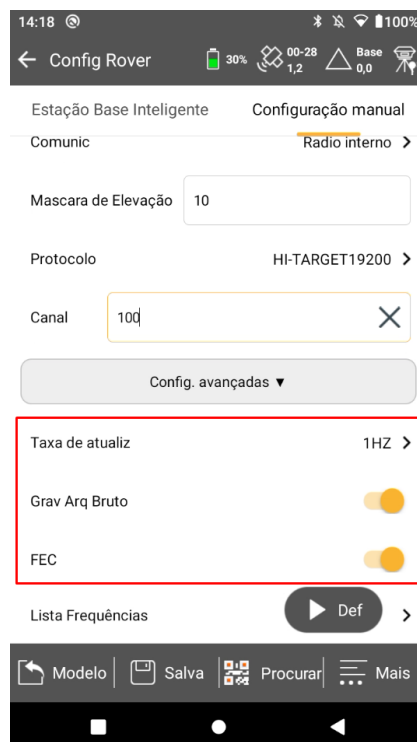 14:18 100%
Config Rover 30% 00-28 1,2 Base 0,0
Estação Base Inteligente Configuração manual
Comunic Radio interno
Mascara de Elevação 10
Protocolo HI-TARGET19200
Canal 100
Config. avançadas ▼
Taxa de atualiz 1HZ
Grav Arq Bruto
FEC
Lista Frequências Def
Modelo Salva Procurar Mais